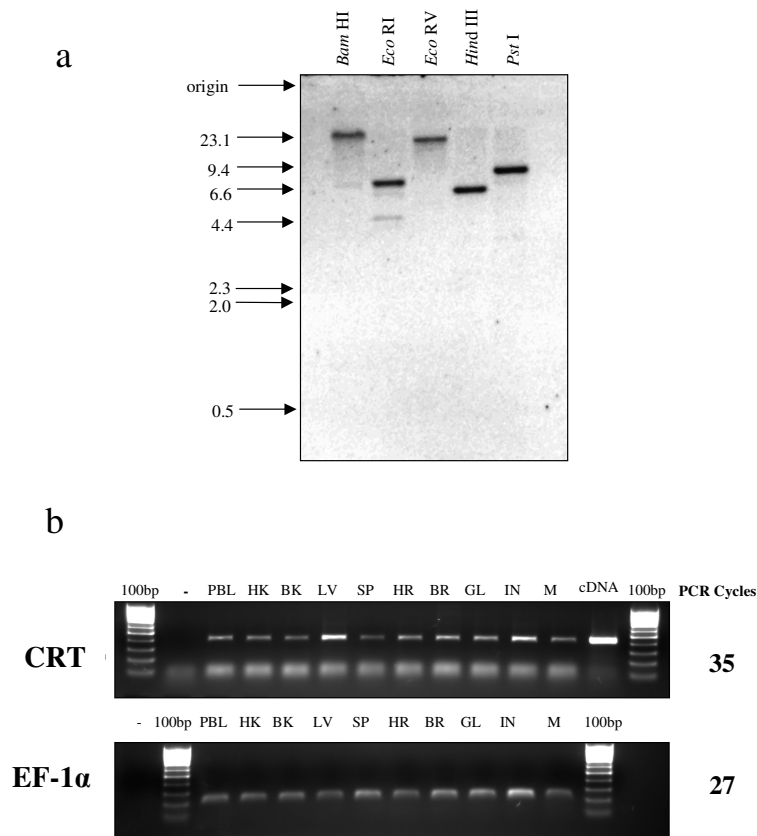 a
Bam HI
Eco RI
Eco RV
Hind III
Pst I
origin
23.1
9.4
6.6
4.4
2.3
2.0
0.5
b
100bp - PBL HK BK LV SP HR BR GL IN M cDNA 100bp PCR Cycles
CRT 35
- 100bp PBL HK BK LV SP HR BR GL IN M 100bp
EF-1α 27